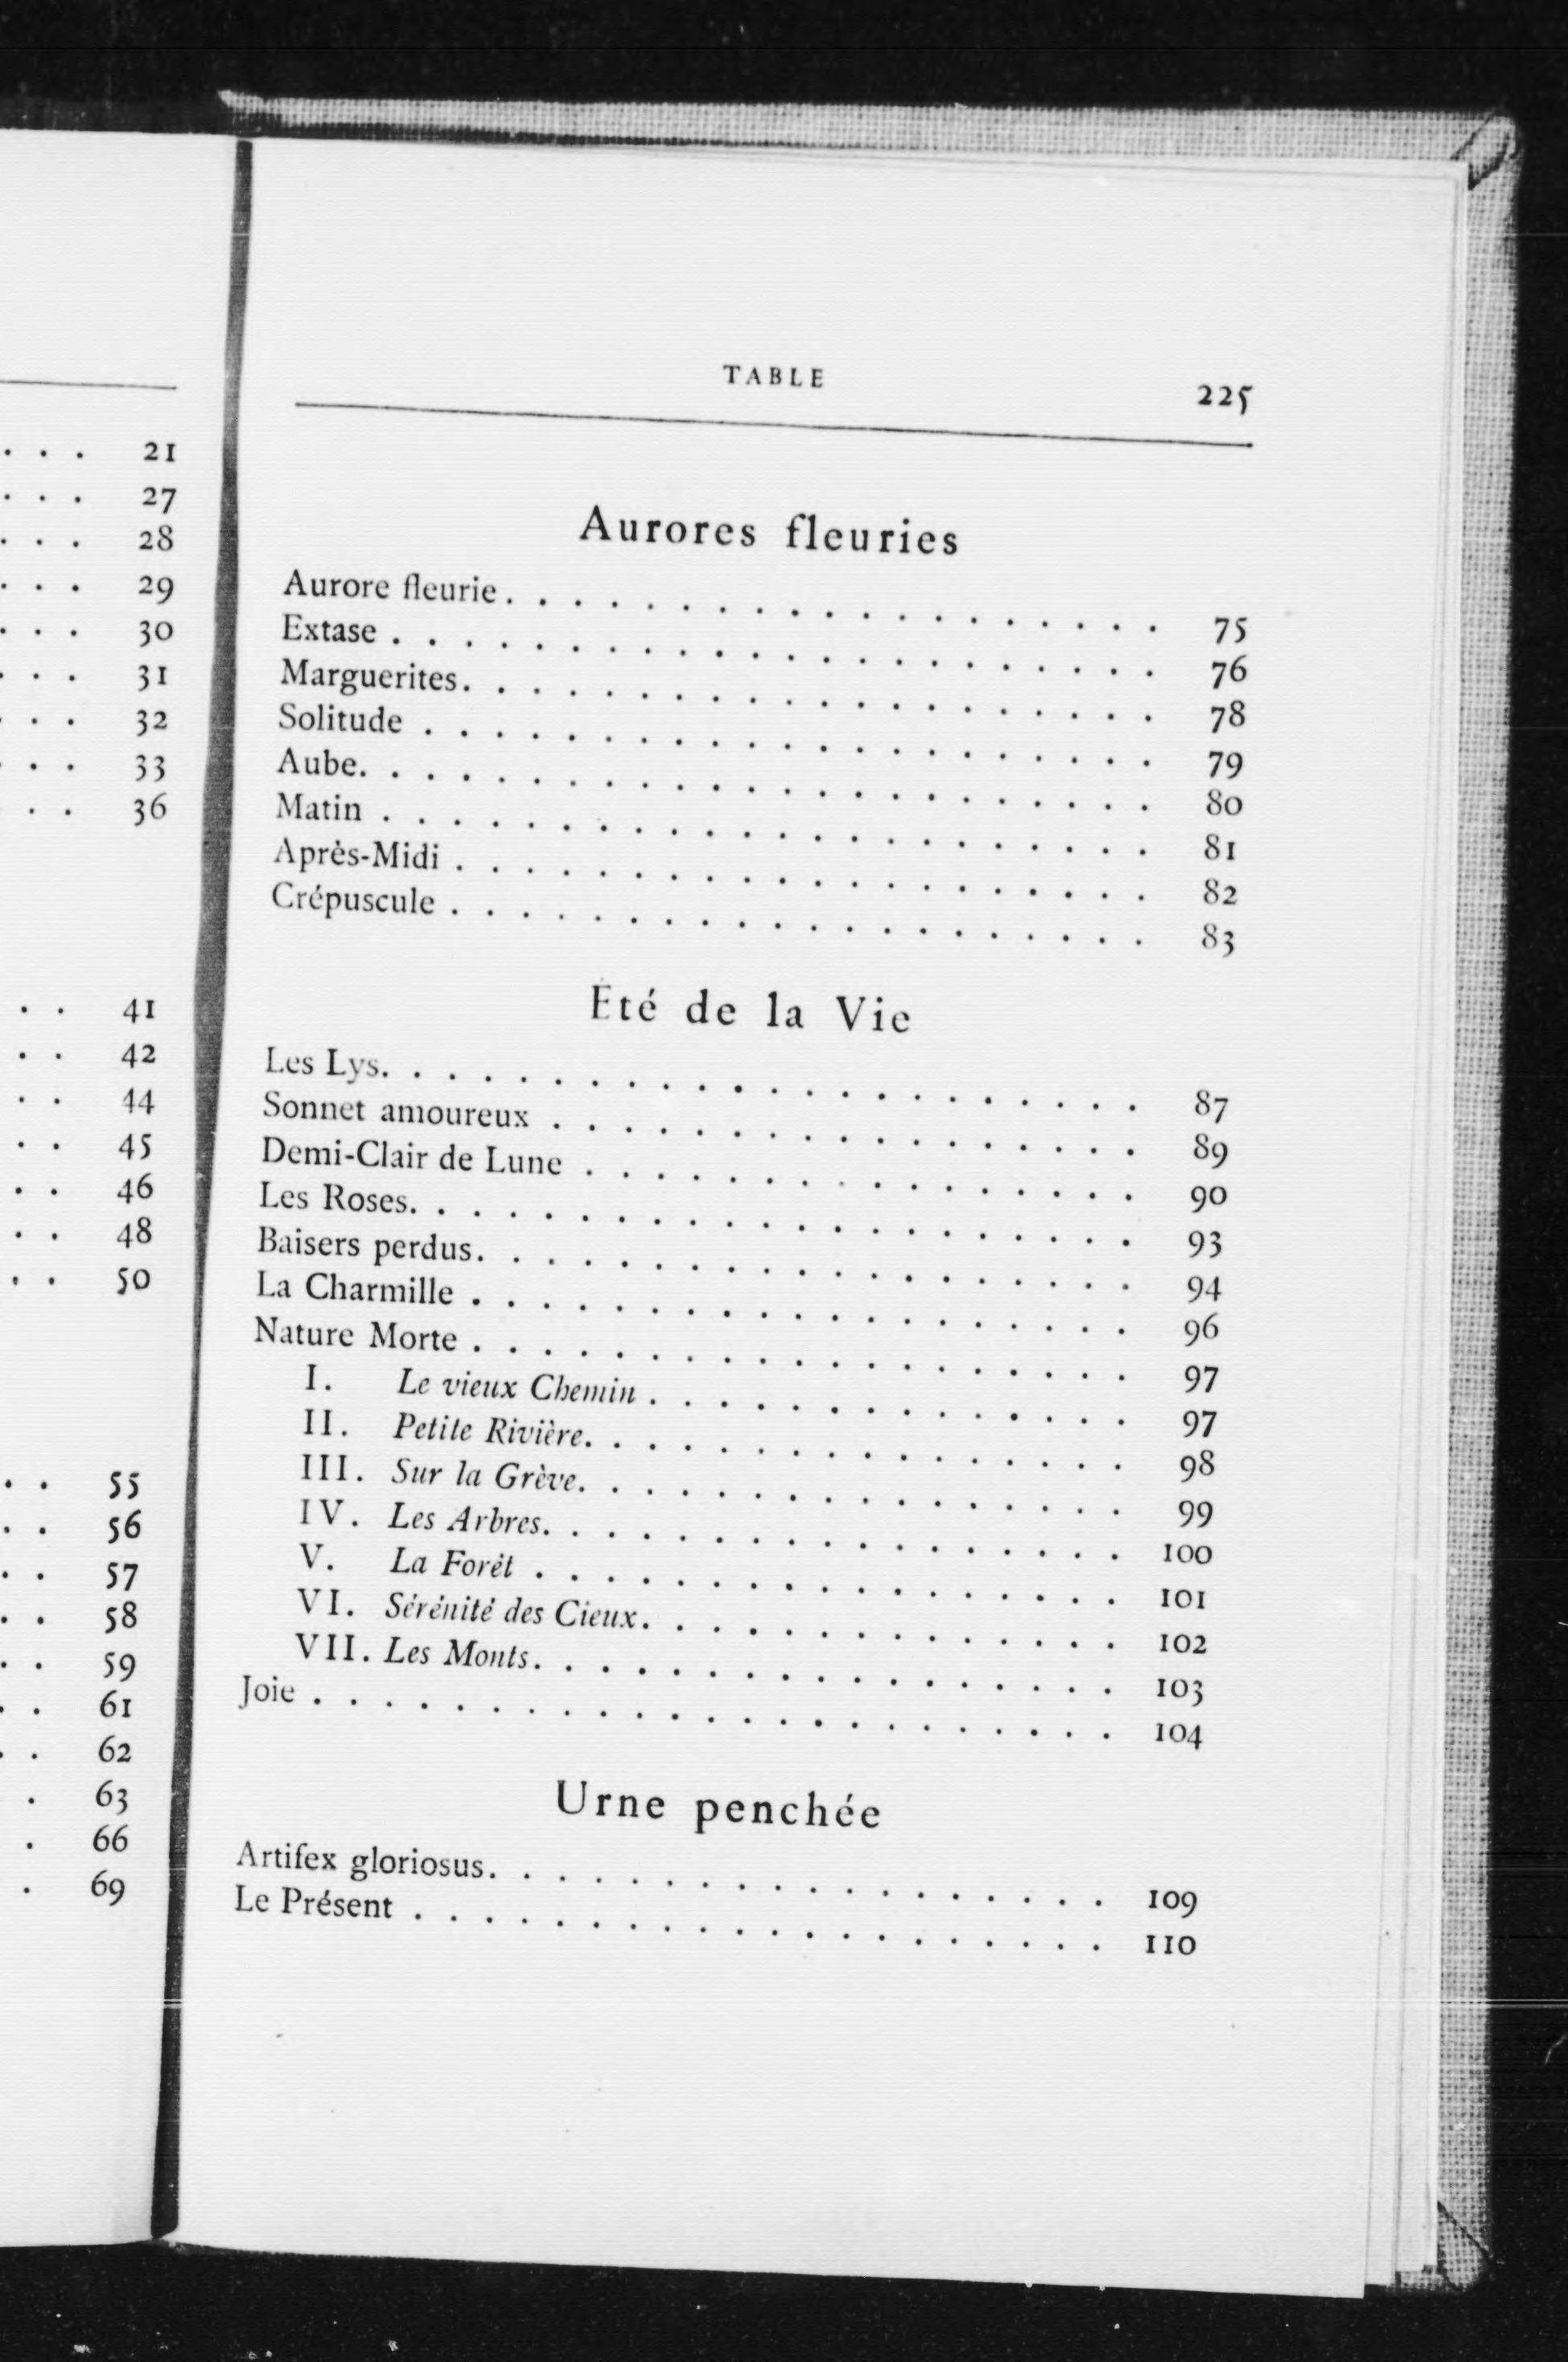 . . . 21
. . . 27
. . . 28
. . . 29
. . . 30
. . . 31
. . . 32
. . . 33
. . 36
. . 41
. . 42
. . 44
. . 45
. . 46
. . 48
. . 50
. . 55
. . 56
. . 57
. . 58
. . 59
. . 61
. . 62
. 63
. 66
. 69
TABLE 225
Aurores fleuries
Aurore fleurie. . . . . . . . . . . . . . . . . . . 75
Extase . . . . . . . . . . . . . . . . . . . . . . 76
Marguerites. . . . . . . . . . . . . . . . . . . . 78
Solitude . . . . . . . . . . . . . . . . . . . . . 79
Aube. . . . . . . . . . . . . . . . . . . . . . . 80
Matin . . . . . . . . . . . . . . . . . . . . . . 81
Après-Midi . . . . . . . . . . . . . . . . . . . . 82
Crépuscule . . . . . . . . . . . . . . . . . . . . 83
Été de la Vie
Les Lys. . . . . . . . . . . . . . . . . . . . . . 87
Sonnet amoureux . . . . . . . . . . . . . . . . . 89
Demi-Clair de Lune . . . . . . . . . . . . . . . . 90
Les Roses. . . . . . . . . . . . . . . . . . . . . 93
Baisers perdus. . . . . . . . . . . . . . . . . . . 94
La Charmille . . . . . . . . . . . . . . . . . . . 96
Nature Morte . . . . . . . . . . . . . . . . . . . 97
I. Le vieux Chemin . . . . . . . . . . . . . . 97
II. Petite Rivière. . . . . . . . . . . . . . . . 98
III. Sur la Grève. . . . . . . . . . . . . . . . 99
IV. Les Arbres. . . . . . . . . . . . . . . . . 100
V. La Forêt . . . . . . . . . . . . . . . . . 101
VI. Sérénité des Cieux. . . . . . . . . . . . . . 102
VII. Les Monts. . . . . . . . . . . . . . . . . 103
Joie . . . . . . . . . . . . . . . . . . . . . . . 104
Urne penchée
Artifex gloriosus. . . . . . . . . . . . . . . . . . 109
Le Présent . . . . . . . . . . . . . . . . . . . . 110